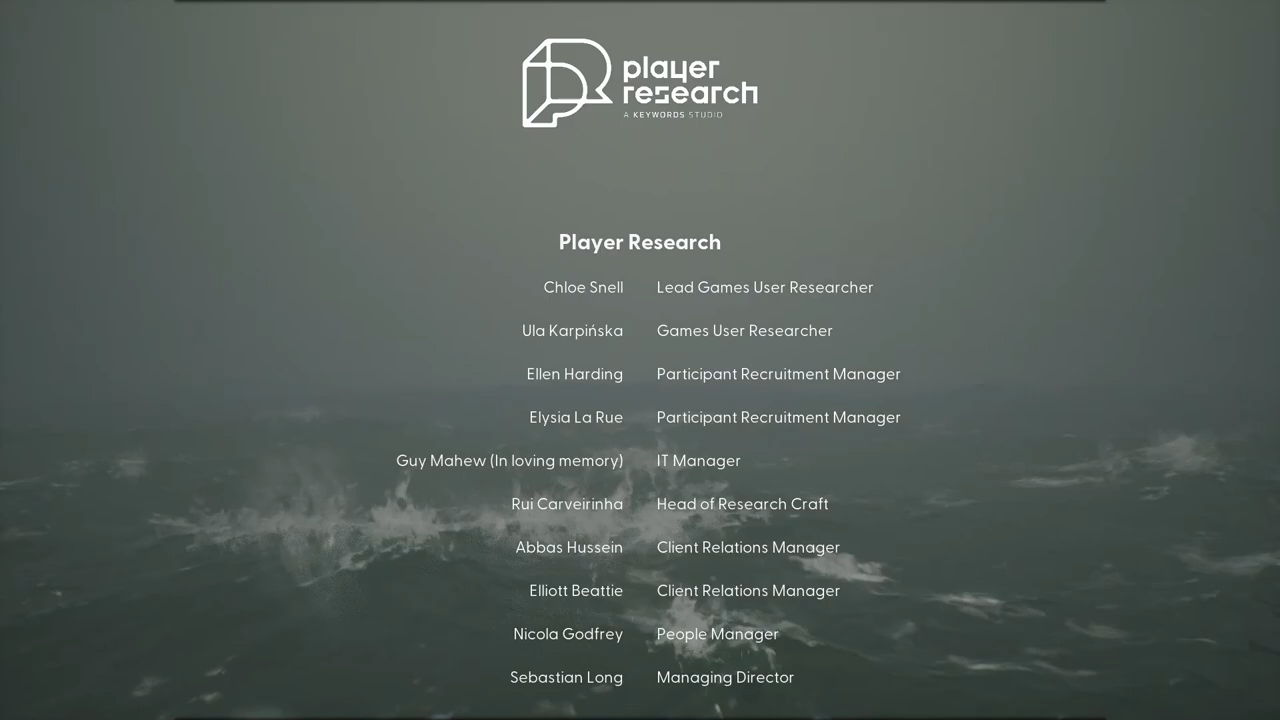 player
research
A KEYWORDS STUDIO
Player Research
Chloe Snell Lead Games User Researcher
Ula Karpińska Games User Researcher
Ellen Harding Participant Recruitment Manager
Elysia La Rue Participant Recruitment Manager
Guy Mahew (In loving memory) IT Manager
Rui Carveirinha Head of Research Craft
Abbas Hussein Client Relations Manager
Elliott Beattie Client Relations Manager
Nicola Godfrey People Manager
Sebastian Long Managing Director